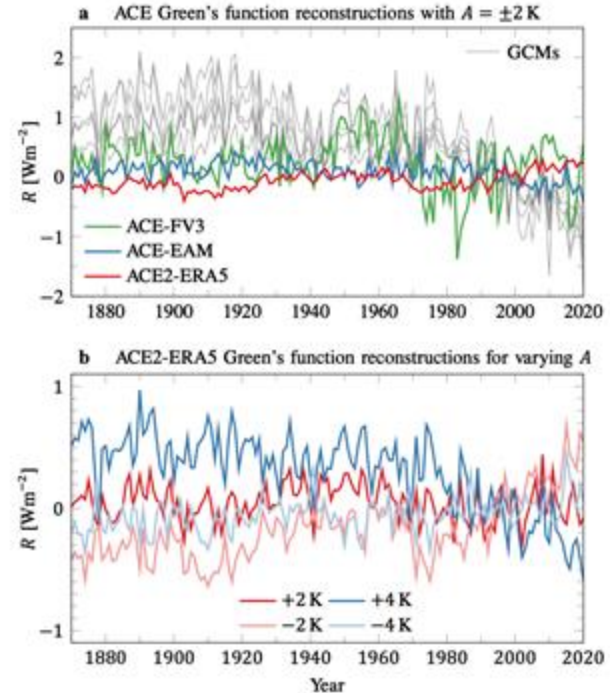 a ACE Green's function reconstructions with A = ±2 K
2
1
0
−1
−2
R [Wm⁻²]
GCMs
ACE-FV3
ACE-EAM
ACE2-ERA5
1880 1900 1920 1940 1960 1980 2000 2020
b ACE2-ERA5 Green's function reconstructions for varying A
1
0
−1
R [Wm⁻²]
+2 K +4 K
−2 K −4 K
1880 1900 1920 1940 1960 1980 2000 2020
Year